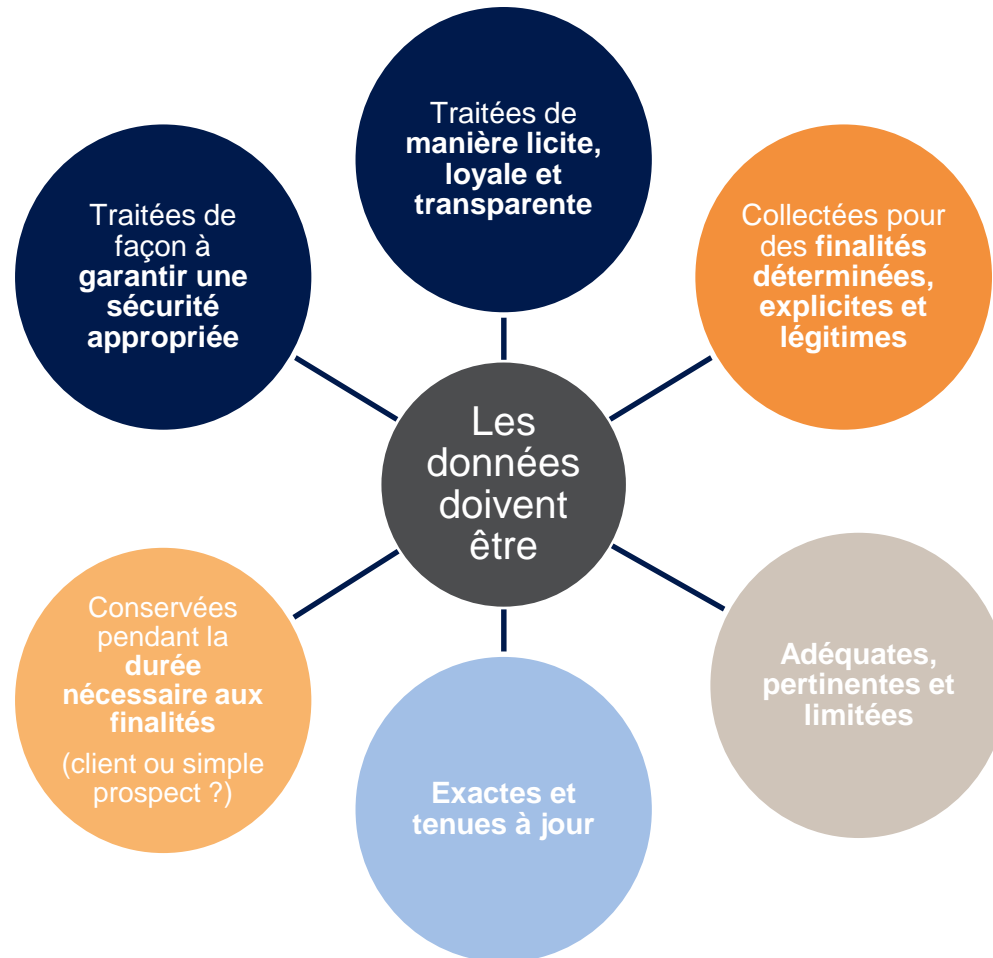 Les
données
doivent
être
Traitées de
manière licite,
loyale et
transparente
Collectées pour
des finalités
déterminées,
explicites et
légitimes
Adéquates,
pertinentes et
limitées
Exactes et
tenues à jour
Conservées
pendant la
durée
nécessaire aux
finalités
(client ou simple
prospect ?)
Traitées de
façon à
garantir une
sécurité
appropriée